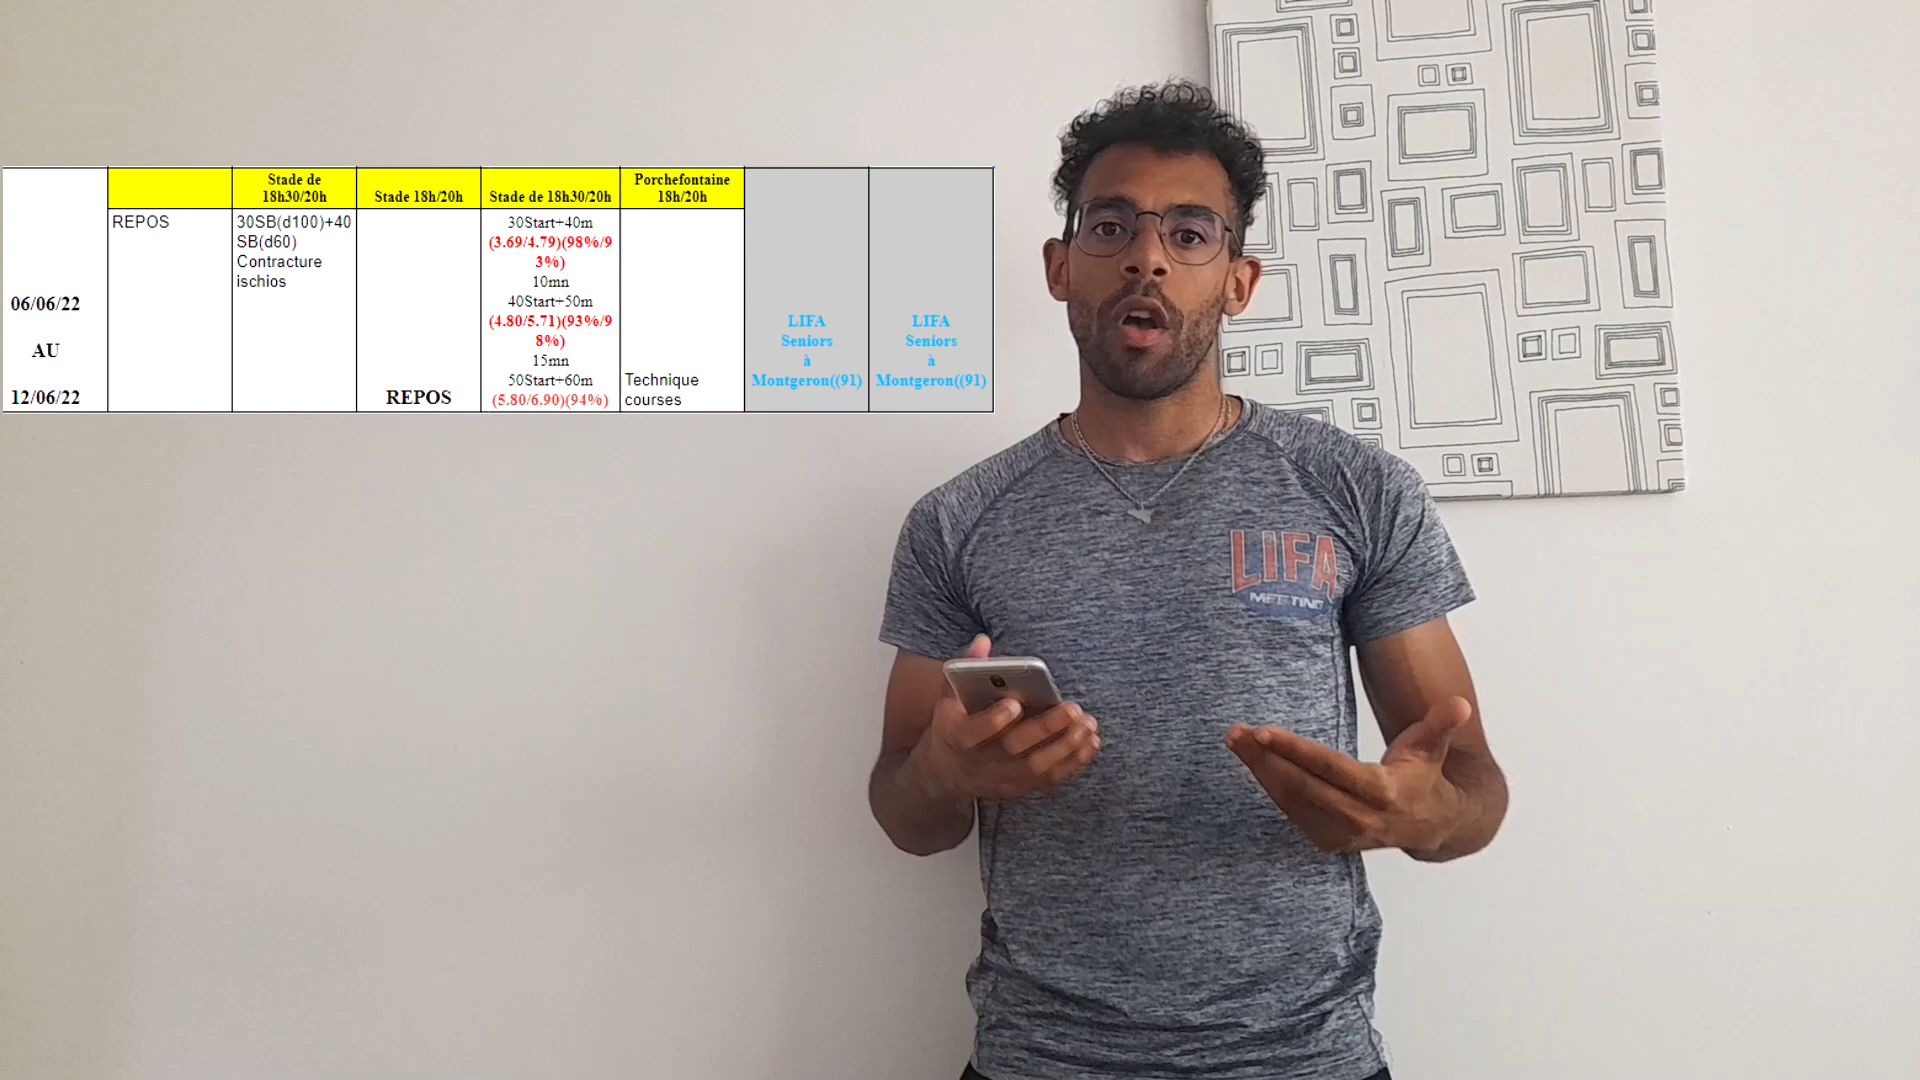 06/06/22
AU
12/06/22
REPOS
Stade de
18h30/20h
30SB(d100)+40
SB(d60)
Contracture
ischios
Stade 18h/20h
REPOS
Stade de 18h30/20h
30Start+40m
(3.69/4.79)(98%/9
3%)
10mn
40Start+50m
(4.80/5.71)(93%/9
8%)
15mn
50Start+60m
(5.80/6.90)(94%)
Porchefontaine
18h/20h
Technique
courses
LIFA
Seniors
à
Montgeron((91)
LIFA
Seniors
à
Montgeron((91)
LIFA
MEETING